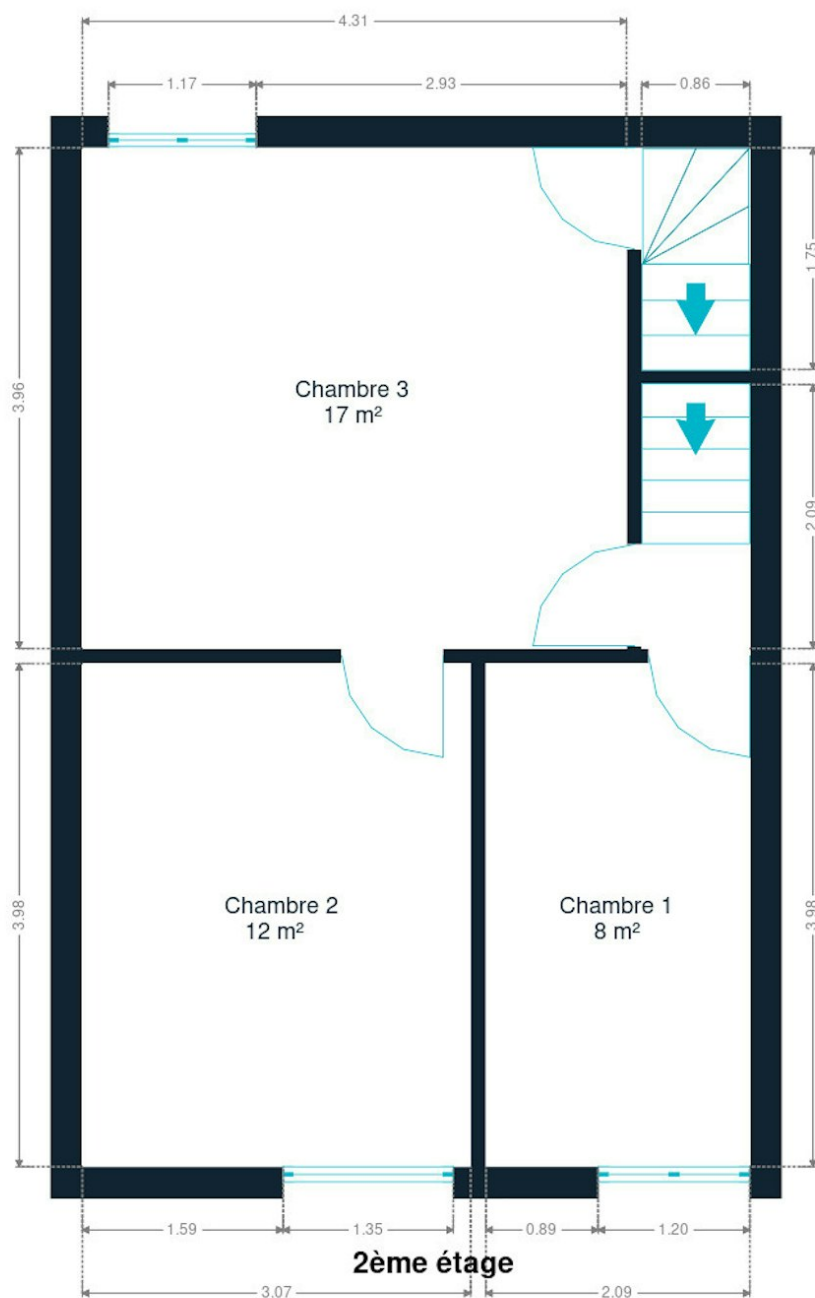 4.31
1.17
2.93
0.86
1.75
3.96
Chambre 3
17 m²
2.09
3.98
Chambre 2
12 m²
Chambre 1
8 m²
3.98
1.59
1.35
0.89
1.20
2ème étage
3.07
2.09